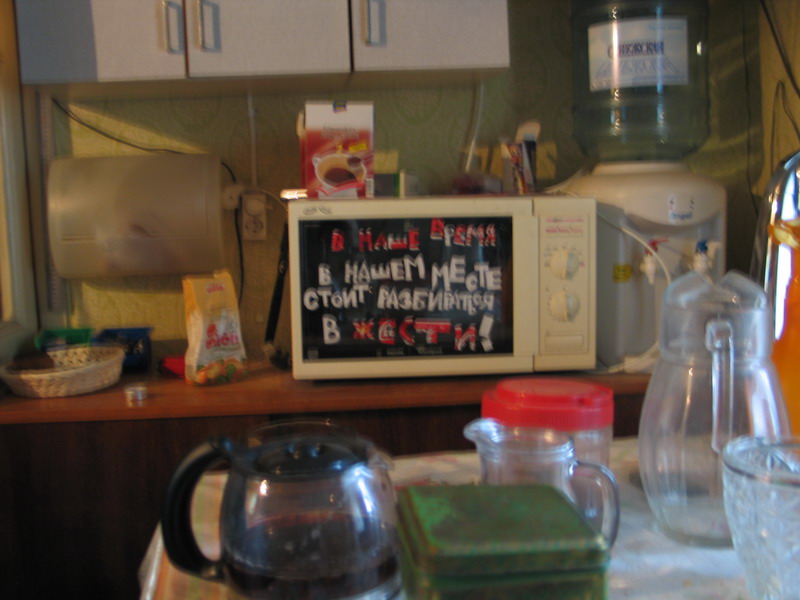 В НАШЕ ВРЕМЯ
В НАШЕМ МЕСТЕ
СТОИТ РАЗБИРАТЬСЯ
В ЖЕСТИ!